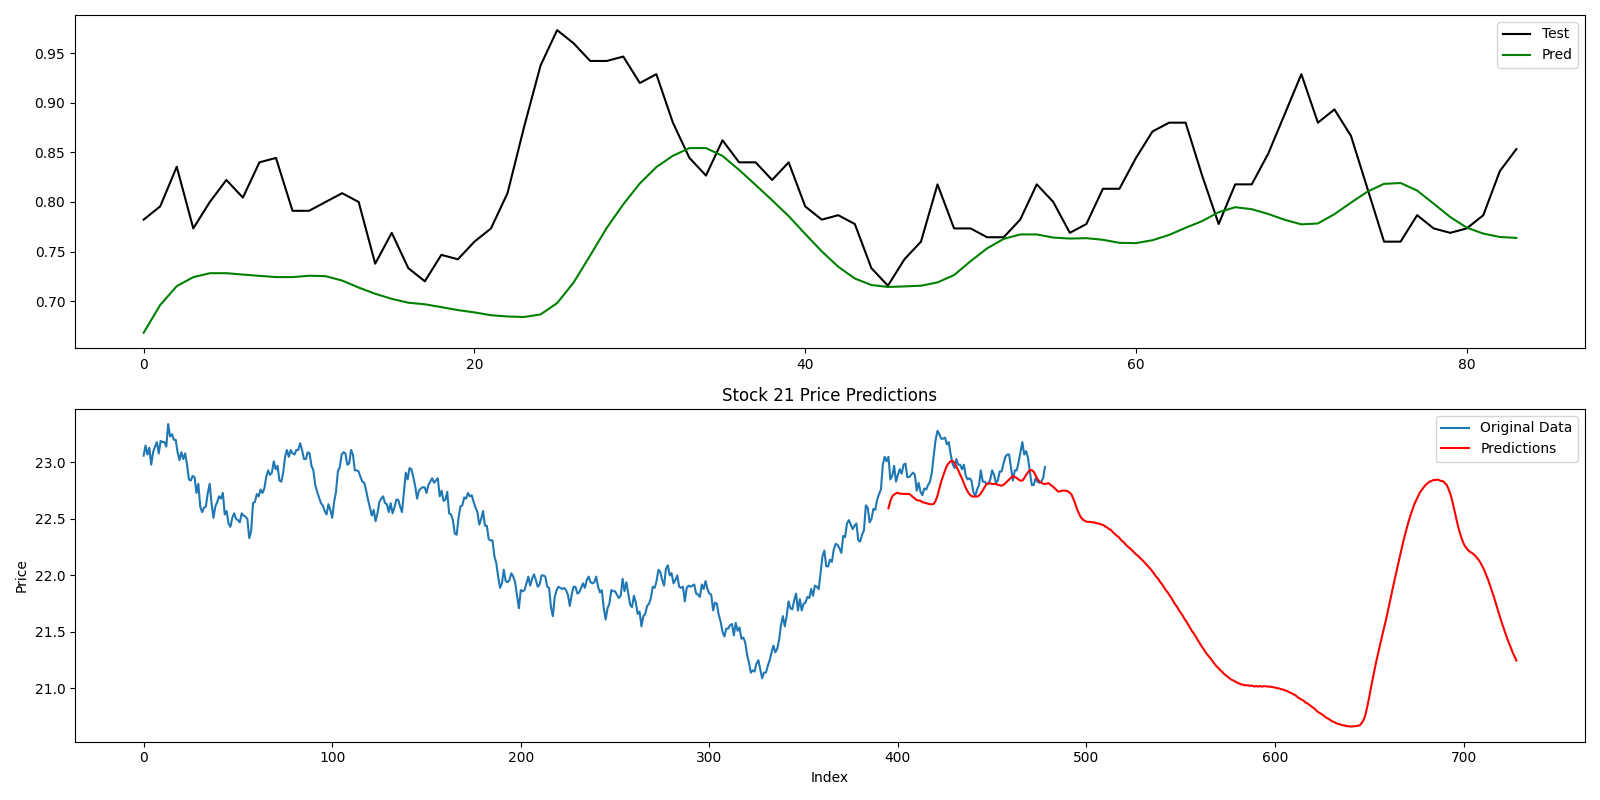 0.95
0.90
0.85
0.80
0.75
0.70
Test
Pred
0 20 40 60 80
Stock 21 Price Predictions
Price
23.0
22.5
22.0
21.5
21.0
Original Data
Predictions
0 100 200 300 400 500 600 700
Index